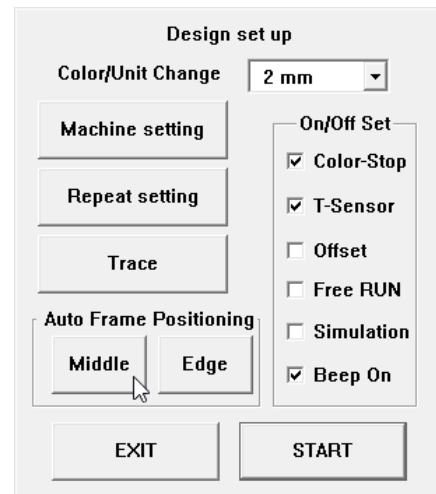 Design set up
Color/Unit Change
2 mm
Machine setting
Repeat setting
Trace
Auto Frame Positioning
Middle
Edge
On/Off Set
Color-Stop
T-Sensor
Offset
Free RUN
Simulation
Beep On
EXIT
START